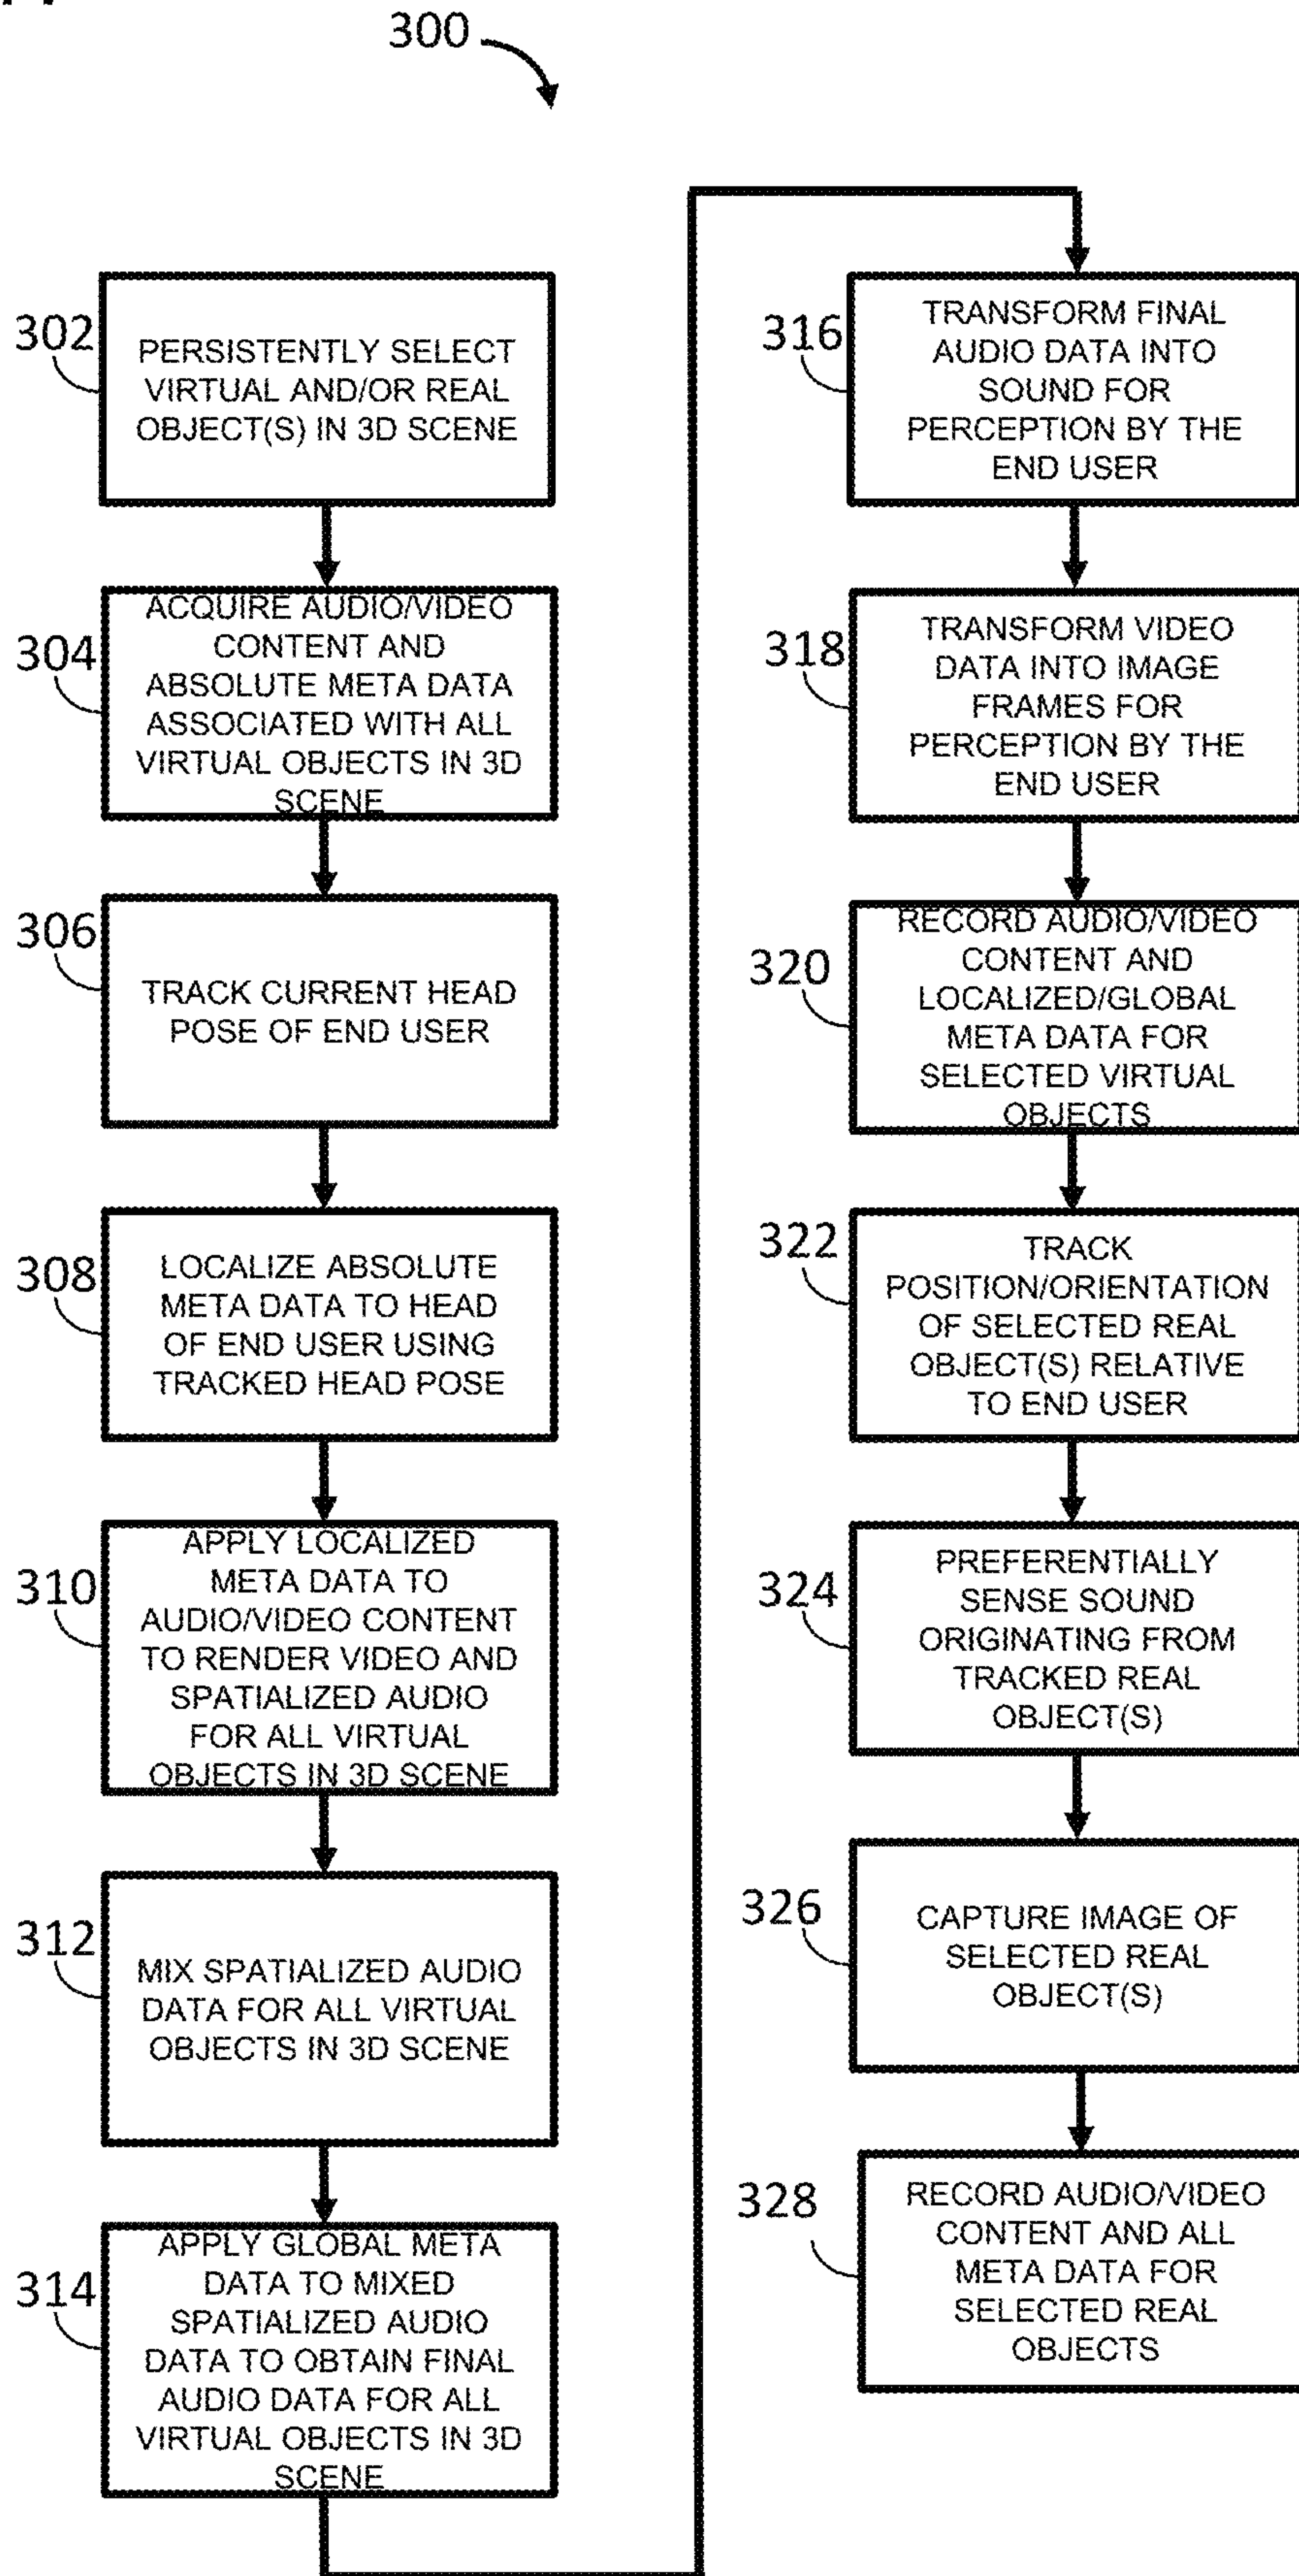 300
302
PERSISTENTLY SELECT
VIRTUAL AND/OR REAL
OBJECT(S) IN 3D SCENE
304
ACQUIRE AUDIO/VIDEO
CONTENT AND
ABSOLUTE META DATA
ASSOCIATED WITH ALL
VIRTUAL OBJECTS IN 3D
SCENE
306
TRACK CURRENT HEAD
POSE OF END USER
308
LOCALIZE ABSOLUTE
META DATA TO HEAD
OF END USER USING
TRACKED HEAD POSE
310
APPLY LOCALIZED
META DATA TO
AUDIO/VIDEO CONTENT
TO RENDER VIDEO AND
SPATIALIZED AUDIO
FOR ALL VIRTUAL
OBJECTS IN 3D SCENE
312
MIX SPATIALIZED AUDIO
DATA FOR ALL VIRTUAL
OBJECTS IN 3D SCENE
314
APPLY GLOBAL META
DATA TO MIXED
SPATIALIZED AUDIO
DATA TO OBTAIN FINAL
AUDIO DATA FOR ALL
VIRTUAL OBJECTS IN 3D
SCENE
316
TRANSFORM FINAL
AUDIO DATA INTO
SOUND FOR
PERCEPTION BY THE
END USER
318
TRANSFORM VIDEO
DATA INTO IMAGE
FRAMES FOR
PERCEPTION BY THE
END USER
320
RECORD AUDIO/VIDEO
CONTENT AND
LOCALIZED/GLOBAL
META DATA FOR
SELECTED VIRTUAL
OBJECTS
322
TRACK
POSITION/ORIENTATION
OF SELECTED REAL
OBJECT(S) RELATIVE
TO END USER
324
PREFERENTIALLY
SENSE SOUND
ORIGINATING FROM
TRACKED REAL
OBJECT(S)
326
CAPTURE IMAGE OF
SELECTED REAL
OBJECT(S)
328
RECORD AUDIO/VIDEO
CONTENT AND ALL
META DATA FOR
SELECTED REAL
OBJECTS